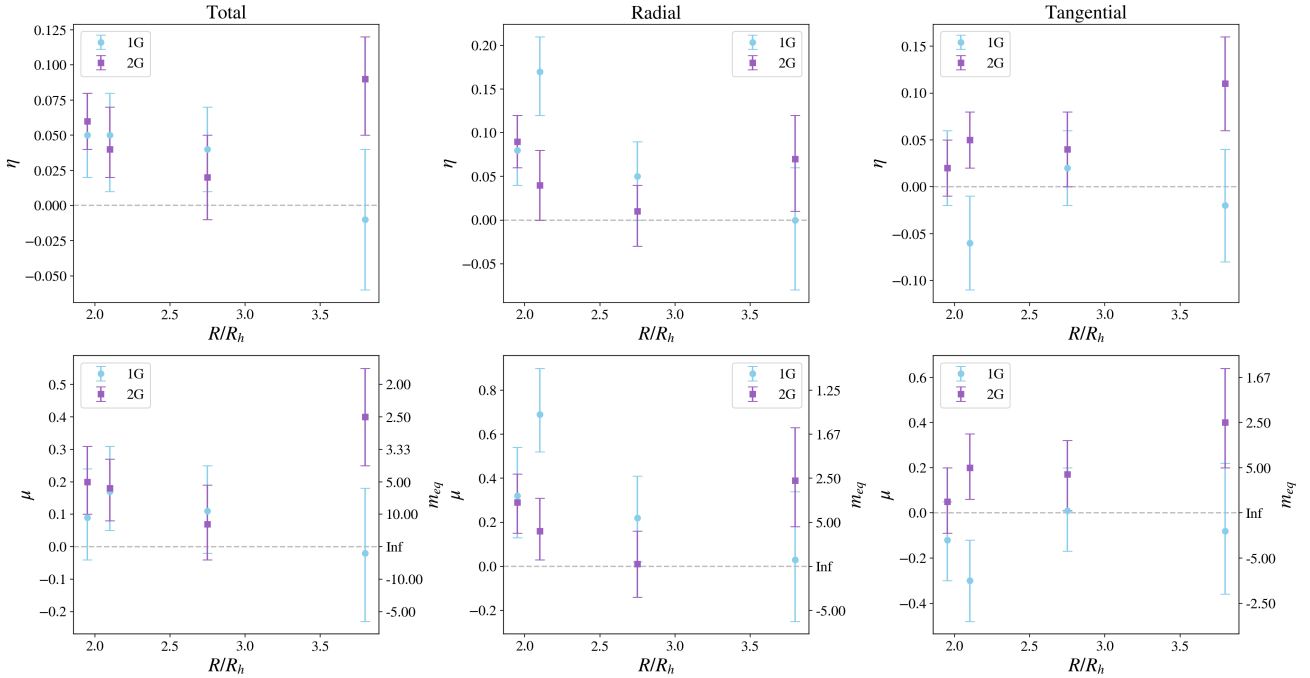 Total
Radial
Tangential
0.125
0.100
0.075
0.050
0.025
0.000
−0.025
−0.050
η
1G
2G
2.0
2.5
3.0
3.5
R/R_h
0.20
0.15
0.10
0.05
0.00
−0.05
η
1G
2G
2.0
2.5
3.0
3.5
R/R_h
0.15
0.10
0.05
0.00
−0.05
−0.10
η
1G
2G
2.0
2.5
3.0
3.5
R/R_h
0.5
0.4
0.3
0.2
0.1
0.0
−0.1
−0.2
μ
1G
2G
2.00
2.50
3.33
5.00
10.00
Inf
-10.00
-5.00
m_eq
2.0
2.5
3.0
3.5
R/R_h
0.8
0.6
0.4
0.2
0.0
−0.2
μ
1G
2G
1.25
1.67
2.50
5.00
Inf
-5.00
m_eq
2.0
2.5
3.0
3.5
R/R_h
0.6
0.4
0.2
0.0
−0.2
−0.4
μ
1G
2G
1.67
2.50
5.00
Inf
-5.00
-2.50
m_eq
2.0
2.5
3.0
3.5
R/R_h